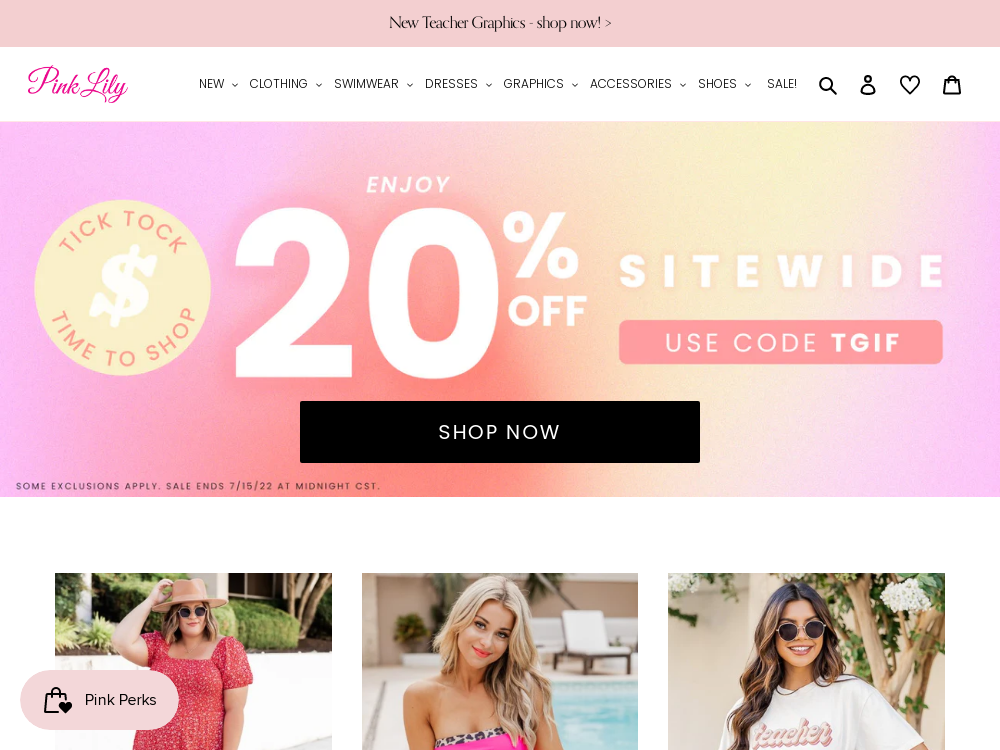 New Teacher Graphics - shop now! >
Pink Lily
NEW CLOTHING SWIMWEAR DRESSES GRAPHICS ACCESSORIES SHOES SALE!
TICK TOCK
$
TIME TO SHOP
ENJOY
20% OFF
SITEWIDE
USE CODE TGIF
SHOP NOW
SOME EXCLUSIONS APPLY. SALE ENDS 7/15/22 AT MIDNIGHT CST.
teacher
Pink Perks